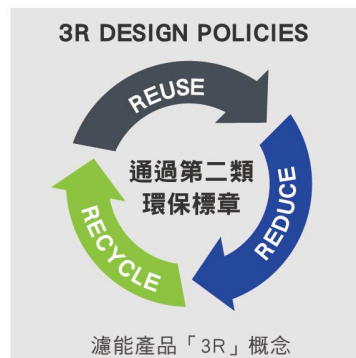 3R DESIGN POLICIES
REUSE
通過第二類
環保標章
REDUCE
RECYCLE
濾能產品「3R」概念